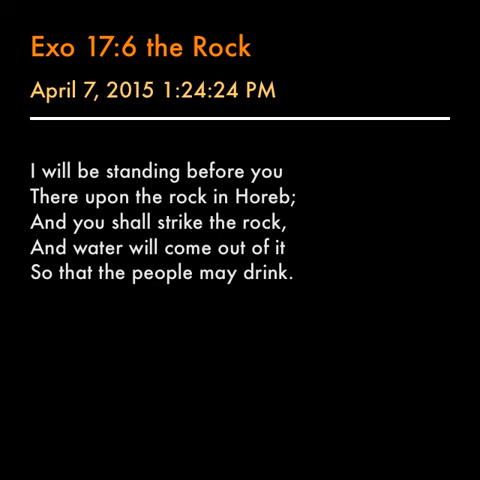 Exo 17:6 the Rock
April 7, 2015 1:24:24 PM
I will be standing before you
There upon the rock in Horeb;
And you shall strike the rock,
And water will come out of it
So that the people may drink.